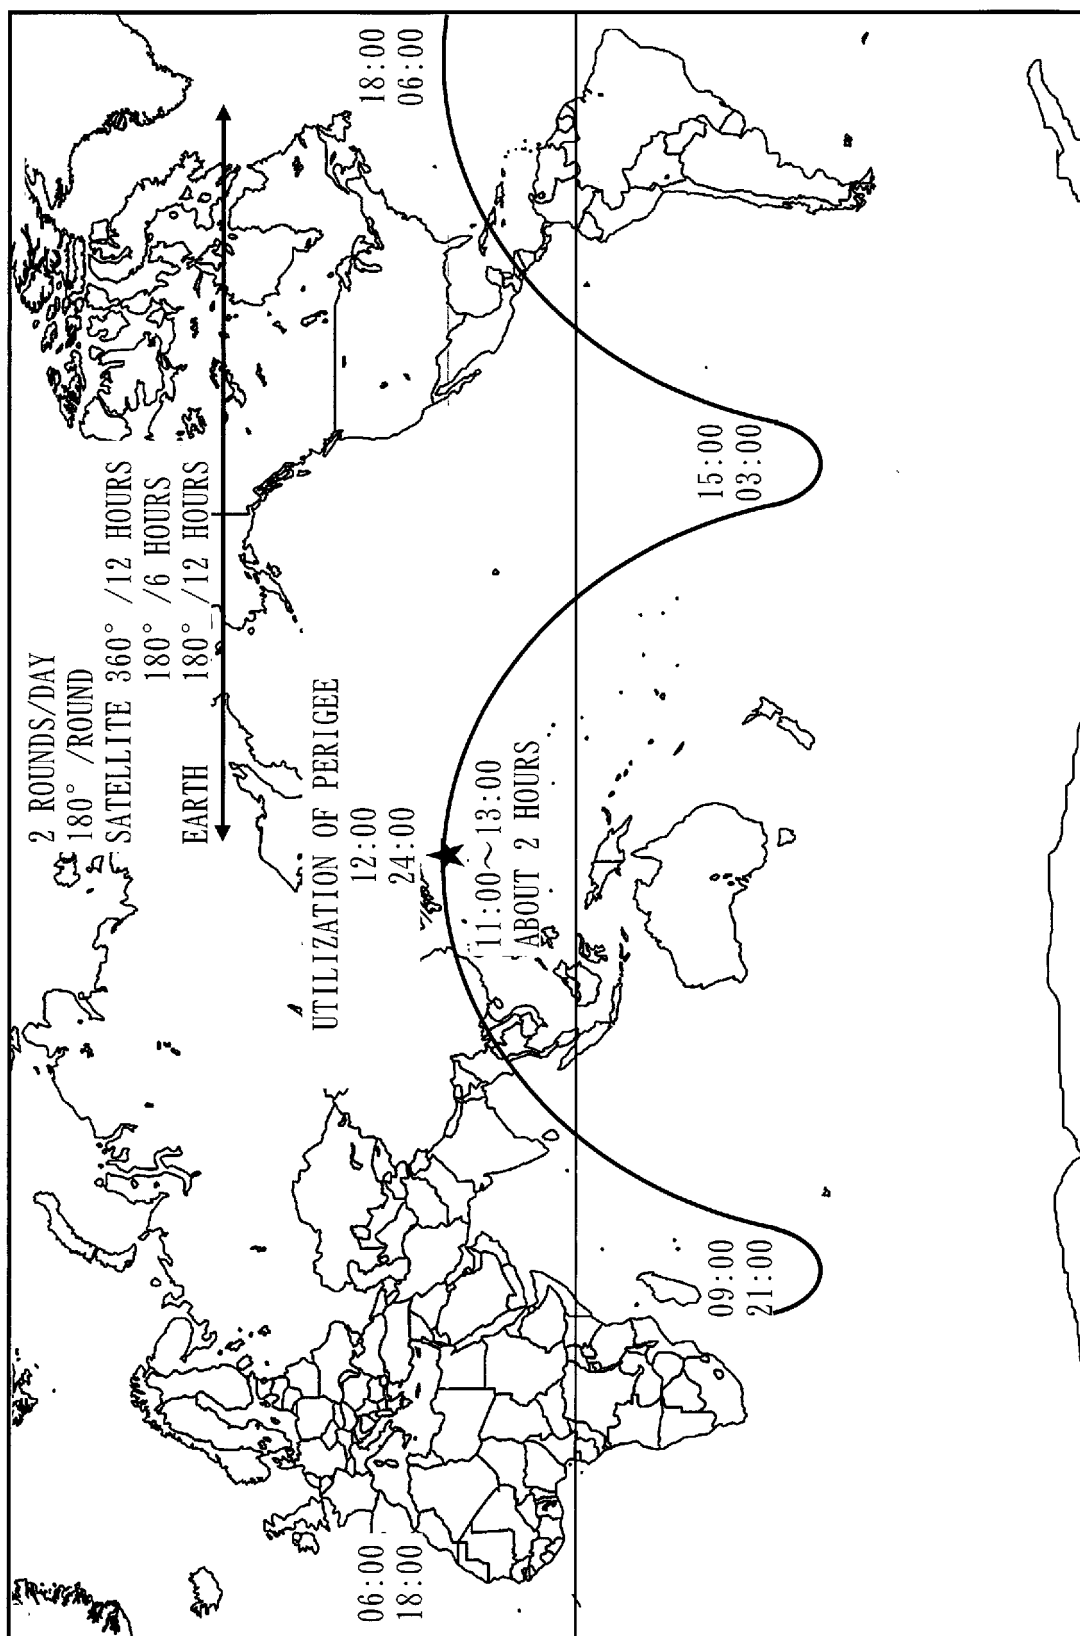 2 ROUNDS/DAY
180° /ROUND
SATELLITE 360° /12 HOURS
180° /6 HOURS
EARTH 180° /12 HOURS
UTILIZATION OF PERIGEE
12:00
24:00
11:00~13:00
ABOUT 2 HOURS
06:00
18:00
09:00
21:00
15:00
03:00
18:00
06:00